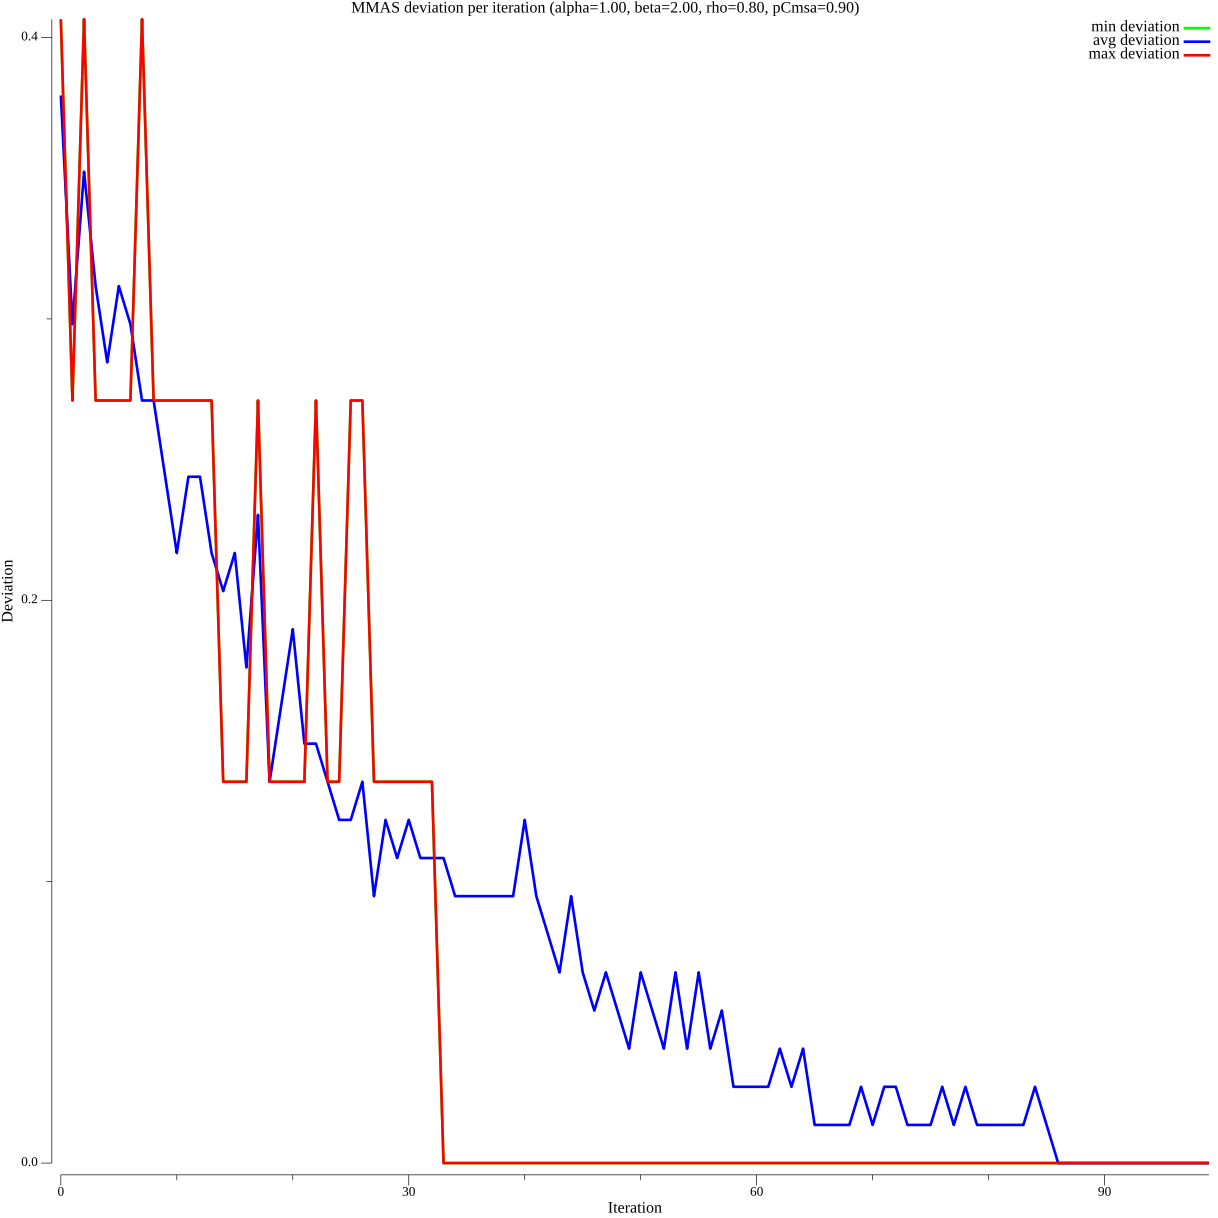 MMAS deviation per iteration (alpha=1.00, beta=2.00, rho=0.80, pCmsa=0.90)
min deviation
avg deviation
max deviation
0.4
0.2
0.0
Deviation
0 30 60 90
Iteration